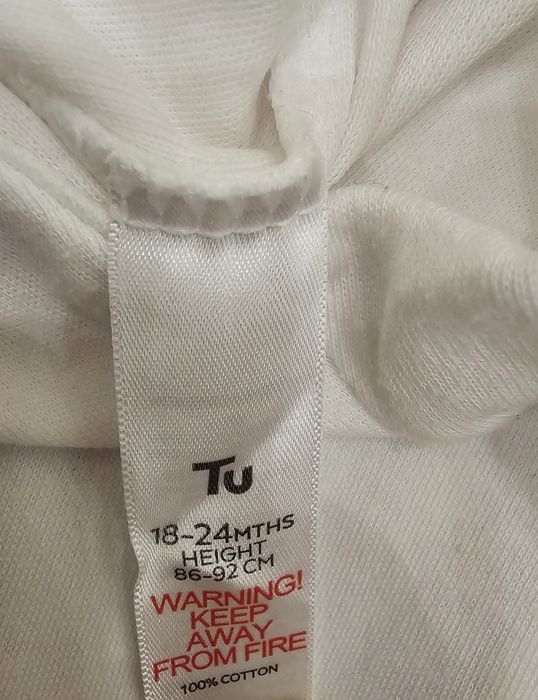 Tu
18-24MTHS
HEIGHT
86-92 CM
WARNING!
KEEP
AWAY
FROM FIRE
100% COTTON